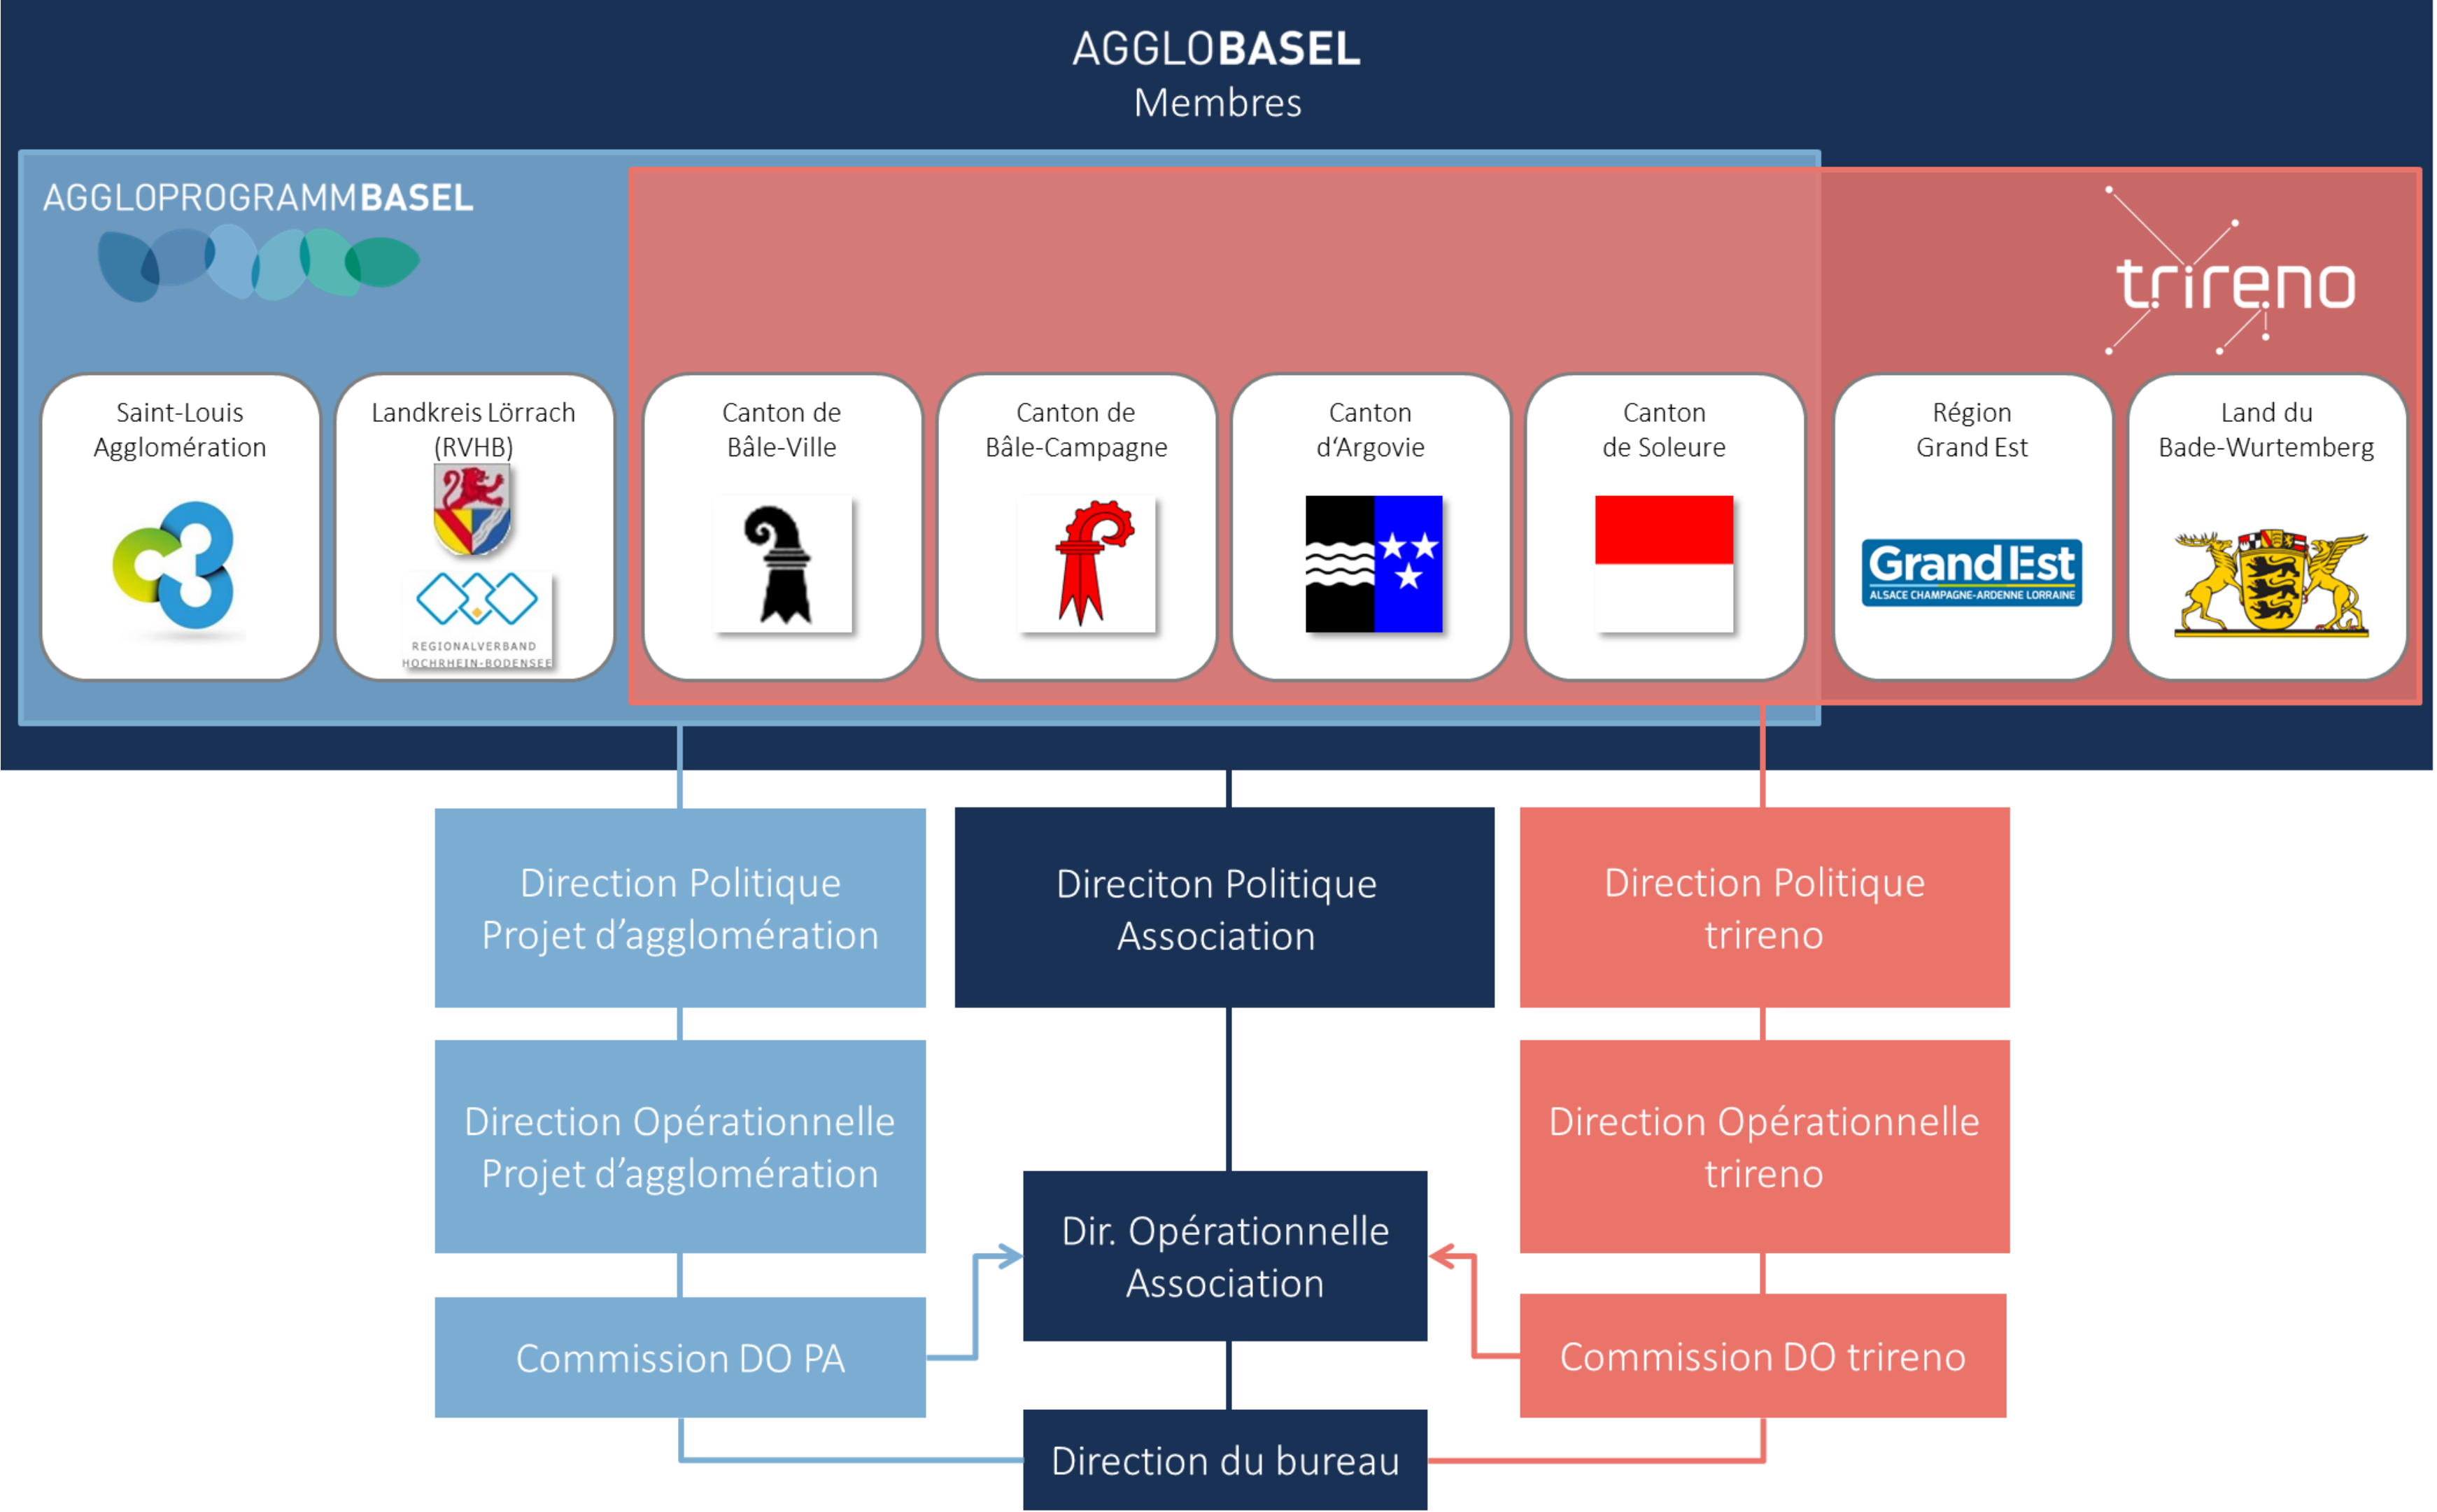 AGGLOBASEL
Membres
AGGLOPROGRAMMBASEL
trireno
Saint-Louis
Agglomération
Landkreis Lörrach
(RVHB)
REGIONALVERBAND
HOCHRHEIN-BODENSEE
Canton de
Bâle-Ville
Canton de
Bâle-Campagne
Canton
d‘Argovie
Canton
de Soleure
Région
Grand Est
Grand Est
ALSACE CHAMPAGNE-ARDENNE LORRAINE
Land du
Bade-Wurtemberg
Direction Politique
Projet d’agglomération
Direciton Politique
Association
Direction Politique
trireno
Direction Opérationnelle
Projet d’agglomération
Direction Opérationnelle
trireno
Dir. Opérationnelle
Association
Commission DO PA
Commission DO trireno
Direction du bureau